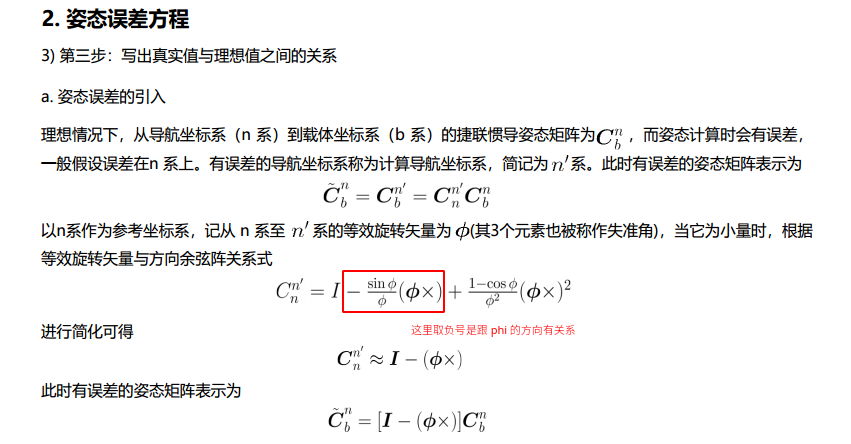 2. 姿态误差方程
3) 第三步：写出真实值与理想值之间的关系
a. 姿态误差的引入
理想情况下，从导航坐标系（n 系）到载体坐标系（b 系）的捷联惯导姿态矩阵为$\boldsymbol{C}_b^n$，而姿态计算时会有误差，
一般假设误差在n 系上。有误差的导航坐标系称为计算导航坐标系，简记为 $n'$系。此时有误差的姿态矩阵表示为
$\tilde{\boldsymbol{C}}_b^n = \boldsymbol{C}_b^{n'} = \boldsymbol{C}_n^{n'} \boldsymbol{C}_b^n$
以n系作为参考坐标系，记从 n 系至 $n'$ 系的等效旋转矢量为 $\boldsymbol{\phi}$(其3个元素也被称作失准角)，当它为小量时，根据
等效旋转矢量与方向余弦阵关系式
$C_n^{n'} = I - \frac{\sin\phi}{\phi}(\boldsymbol{\phi}\times) + \frac{1-\cos\phi}{\phi^2}(\boldsymbol{\phi}\times)^2$
进行简化可得
这里取负号是跟 phi 的方向有关系
$\boldsymbol{C}_n^{n'} \approx \boldsymbol{I} - (\boldsymbol{\phi}\times)$
此时有误差的姿态矩阵表示为
$\tilde{\boldsymbol{C}}_b^n = [\boldsymbol{I} - (\boldsymbol{\phi}\times)]\boldsymbol{C}_b^n$